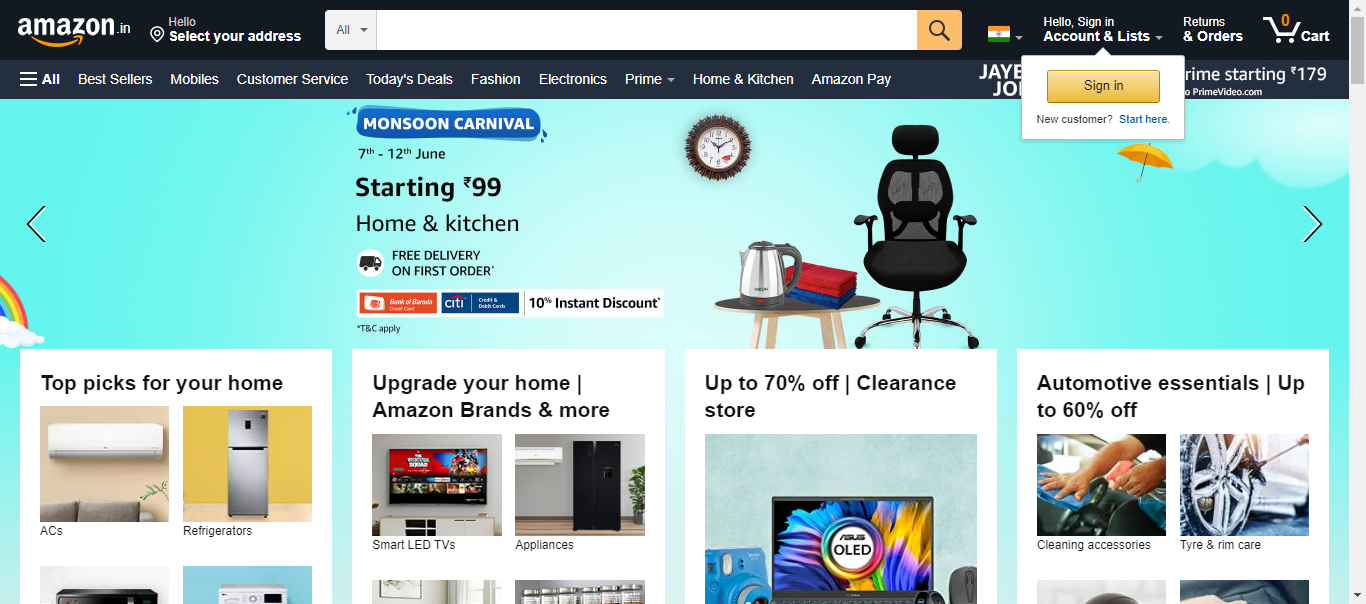 amazon.in
Hello
Select your address
All
Hello, Sign in
Account & Lists
Returns
& Orders
0
Cart
All
Best Sellers
Mobiles
Customer Service
Today's Deals
Fashion
Electronics
Prime
Home & Kitchen
Amazon Pay
rime starting ₹179
o PrimeVideo.com
Sign in
New customer? Start here.
MONSOON CARNIVAL
7th - 12th June
Starting ₹99
Home & kitchen
FREE DELIVERY
ON FIRST ORDER*
Bank of Baroda
Credit Card
citi
Credit &
Debit Cards
10% Instant Discount*
*T&C apply
Top picks for your home
ACs
Refrigerators
Upgrade your home |
Amazon Brands & more
Smart LED TVs
Appliances
Up to 70% off | Clearance
store
ASUS
OLED
Automotive essentials | Up
to 60% off
Cleaning accessories
Tyre & rim care